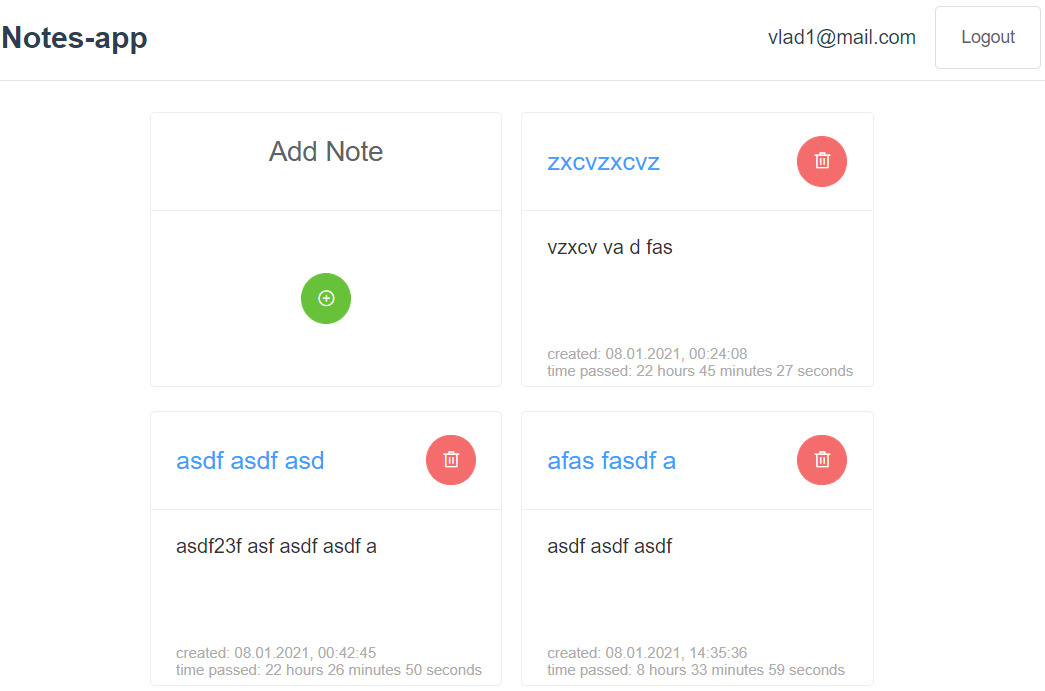 Notes-app
vlad1@mail.com
Logout
Add Note
zxcvzxcvz
vzxcv va d fas
created: 08.01.2021, 00:24:08
time passed: 22 hours 45 minutes 27 seconds
asdf asdf asd
asdf23f asf asdf asdf a
created: 08.01.2021, 00:42:45
time passed: 22 hours 26 minutes 50 seconds
afas fasdf a
asdf asdf asdf
created: 08.01.2021, 14:35:36
time passed: 8 hours 33 minutes 59 seconds